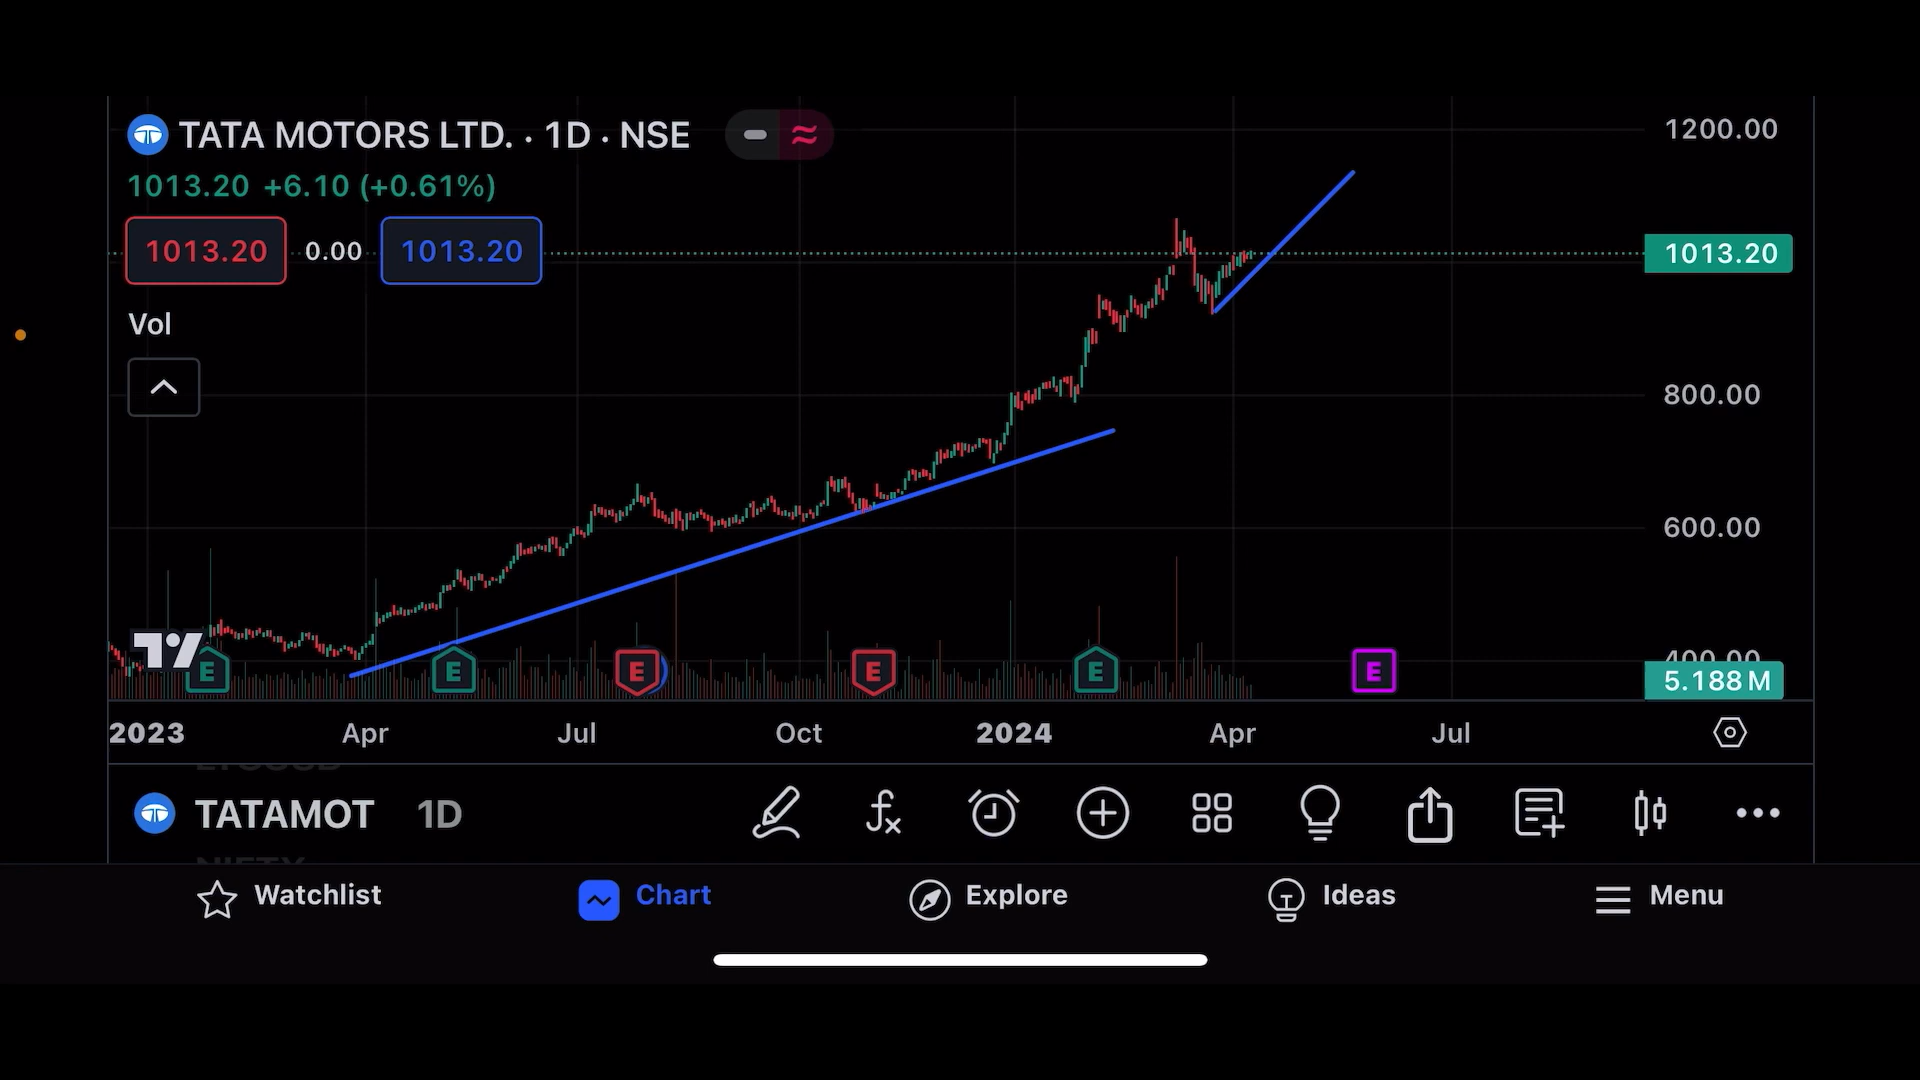 TATA MOTORS LTD. · 1D · NSE
1200.00
1013.20 +6.10 (+0.61%)
1013.20 0.00 1013.20
1013.20
Vol
800.00
600.00
400.00
E E E E E E
5.188 M
2023 Apr Jul Oct 2024 Apr Jul
TATAMOT 1D
Watchlist Chart Explore Ideas Menu